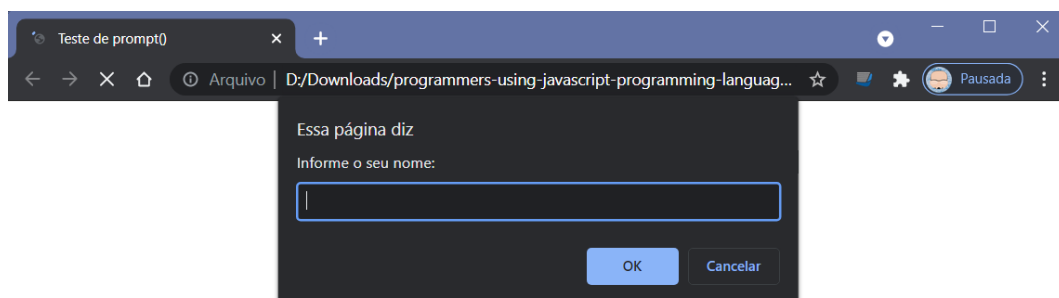 Teste de prompt()
Arquivo | D:/Downloads/programmers-using-javascript-programming-languag... Pausada
Essa página diz
Informe o seu nome:
OK Cancelar